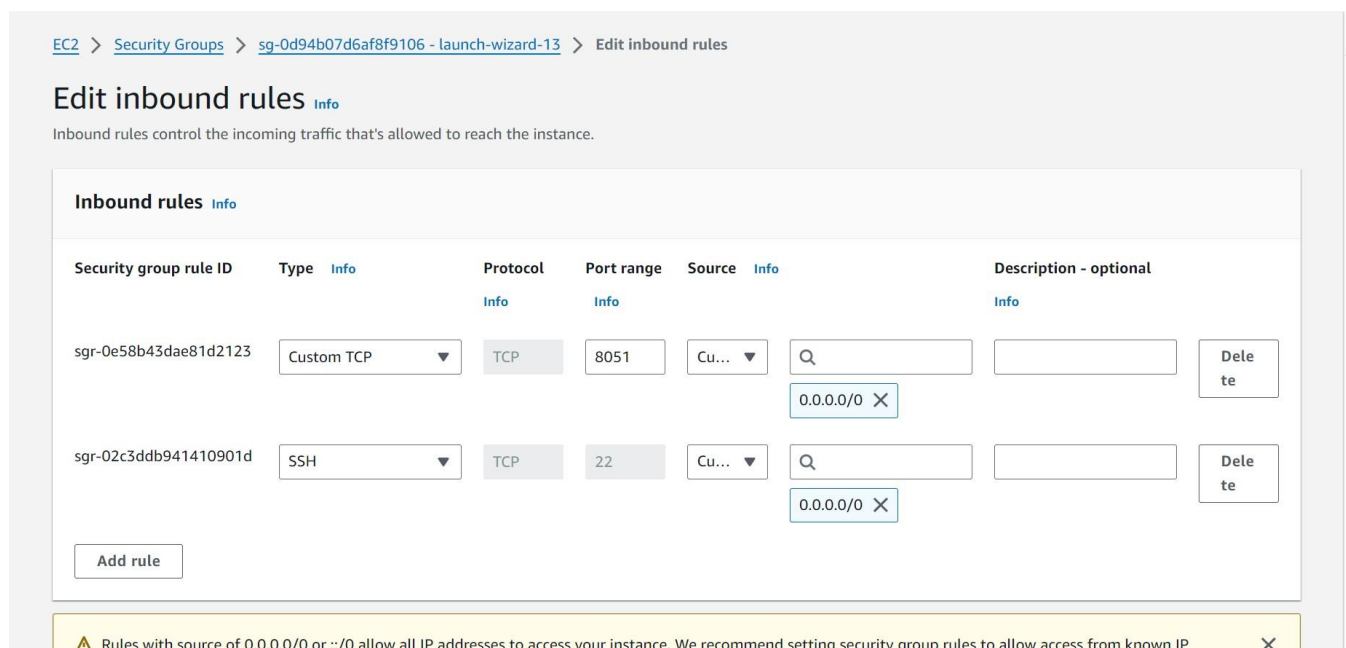 EC2 > Security Groups > sg-0d94b07d6af8f9106 - launch-wizard-13 > Edit inbound rules
Edit inbound rules Info
Inbound rules control the incoming traffic that's allowed to reach the instance.
Inbound rules Info
Security group rule ID Type Info Protocol Port range Source Info Description - optional
Info Info Info
sgr-0e58b43dae81d2123 Custom TCP TCP 8051 Cu... Dele
te
0.0.0.0/0
sgr-02c3ddb941410901d SSH TCP 22 Cu... Dele
te
0.0.0.0/0
Add rule
Rules with source of 0.0.0.0/0 or ::/0 allow all IP addresses to access your instance. We recommend setting security group rules to allow access from known IP